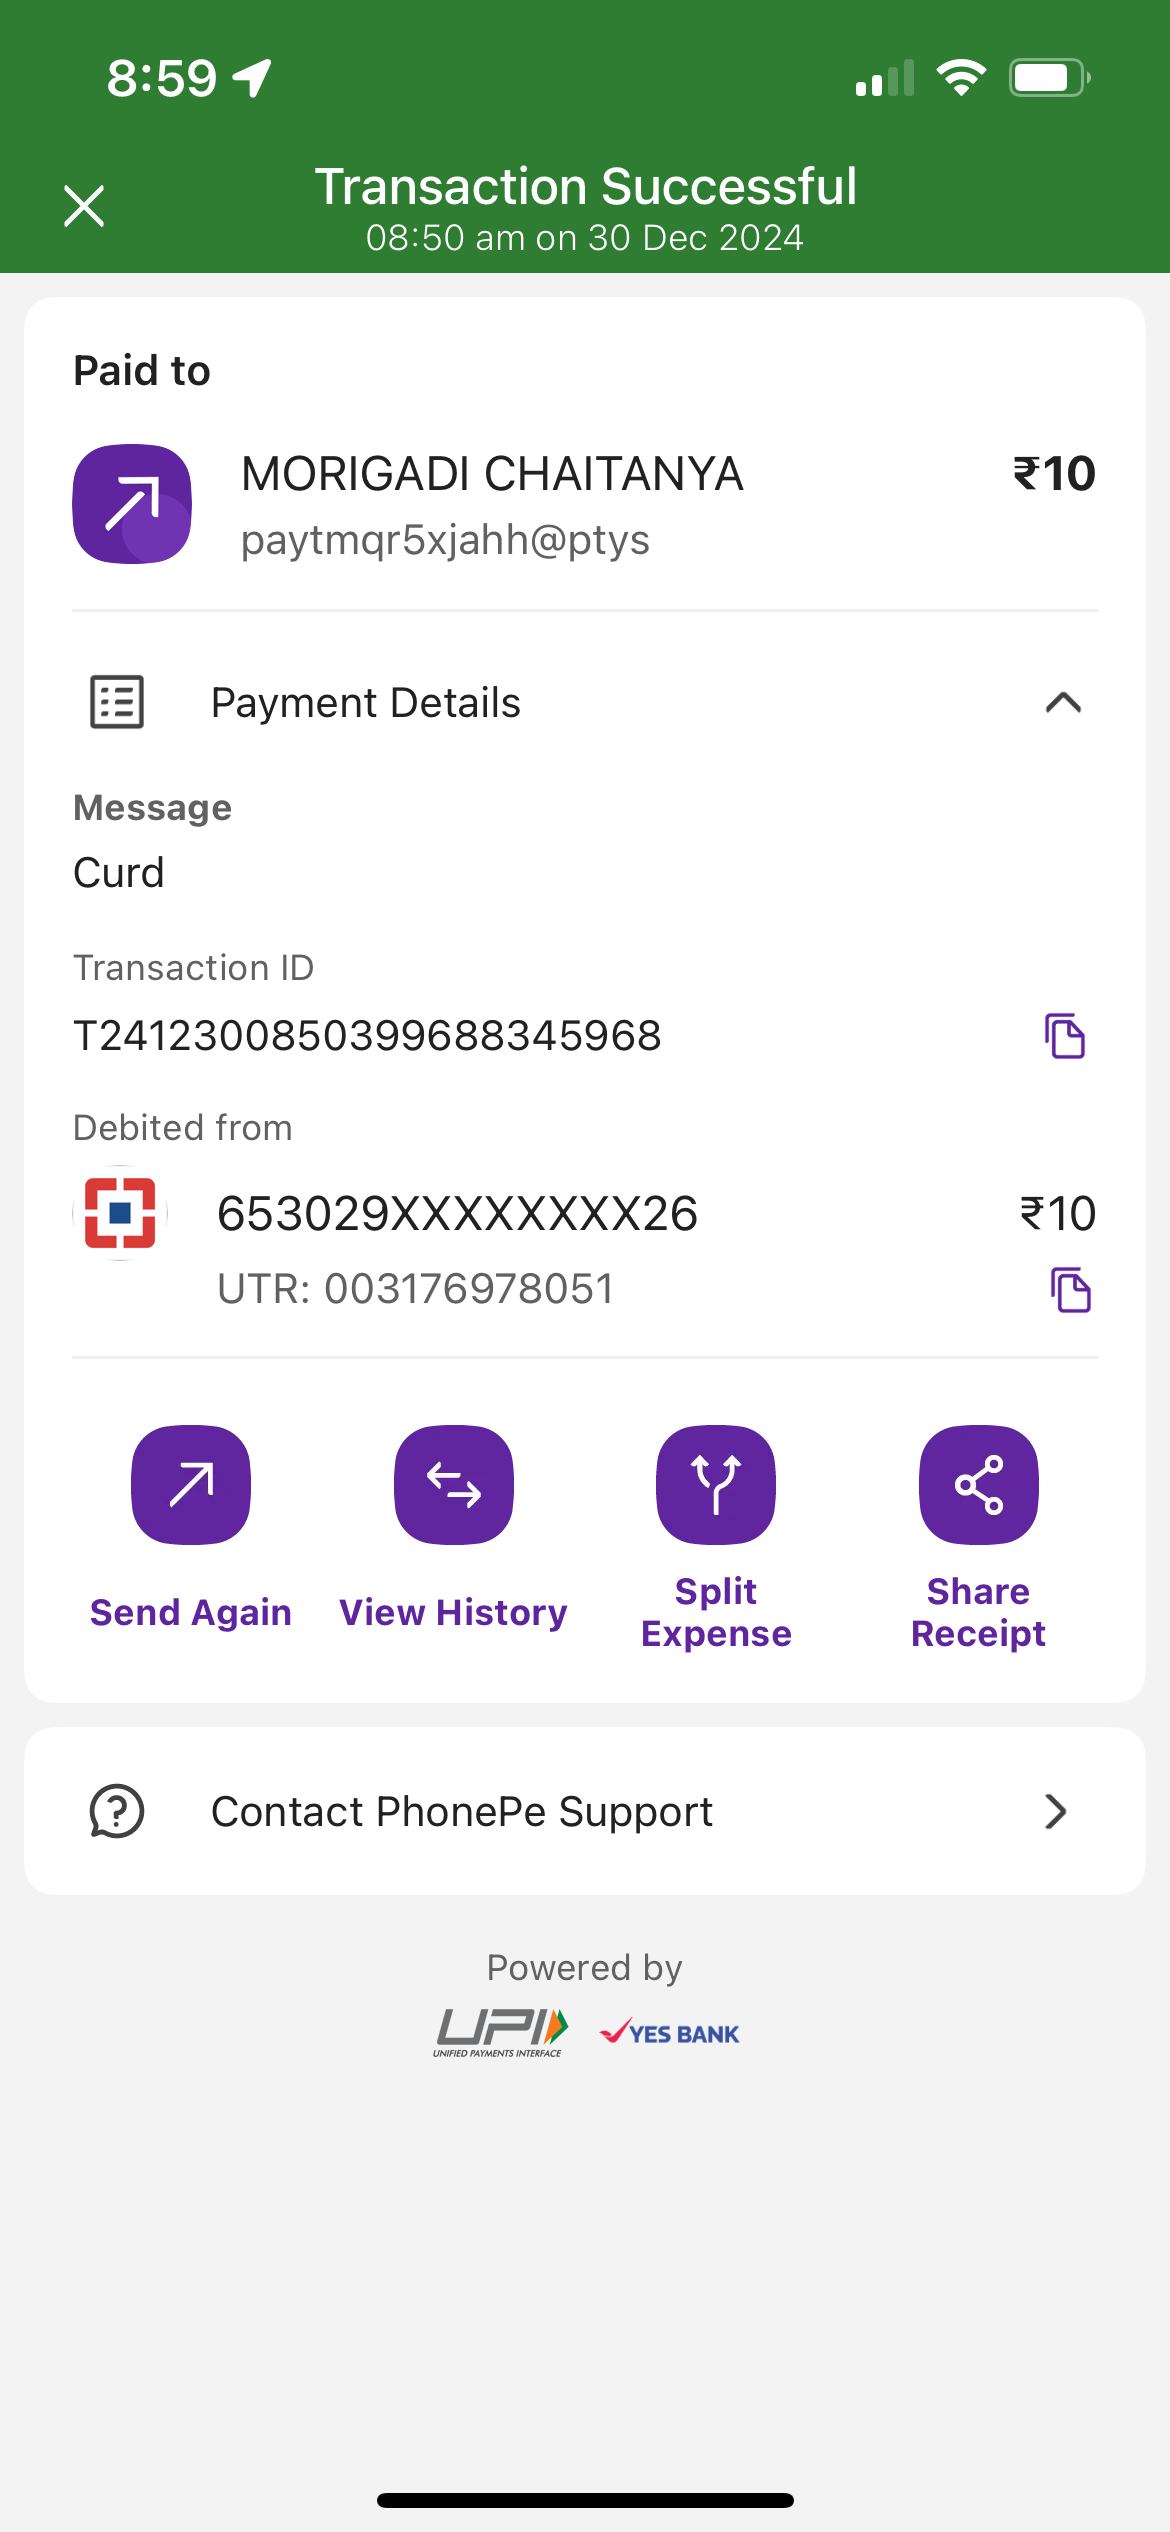 8:59
Transaction Successful
08:50 am on 30 Dec 2024
Paid to
MORIGADI CHAITANYA
₹10
paytmqr5xjahh@ptys
Payment Details
Message
Curd
Transaction ID
T2412300850399688345968
Debited from
653029XXXXXXXX26
₹10
UTR: 003176978051
Send Again
View History
Split
Expense
Share
Receipt
Contact PhonePe Support
Powered by
UPI
UNIFIED PAYMENTS INTERFACE
YES BANK